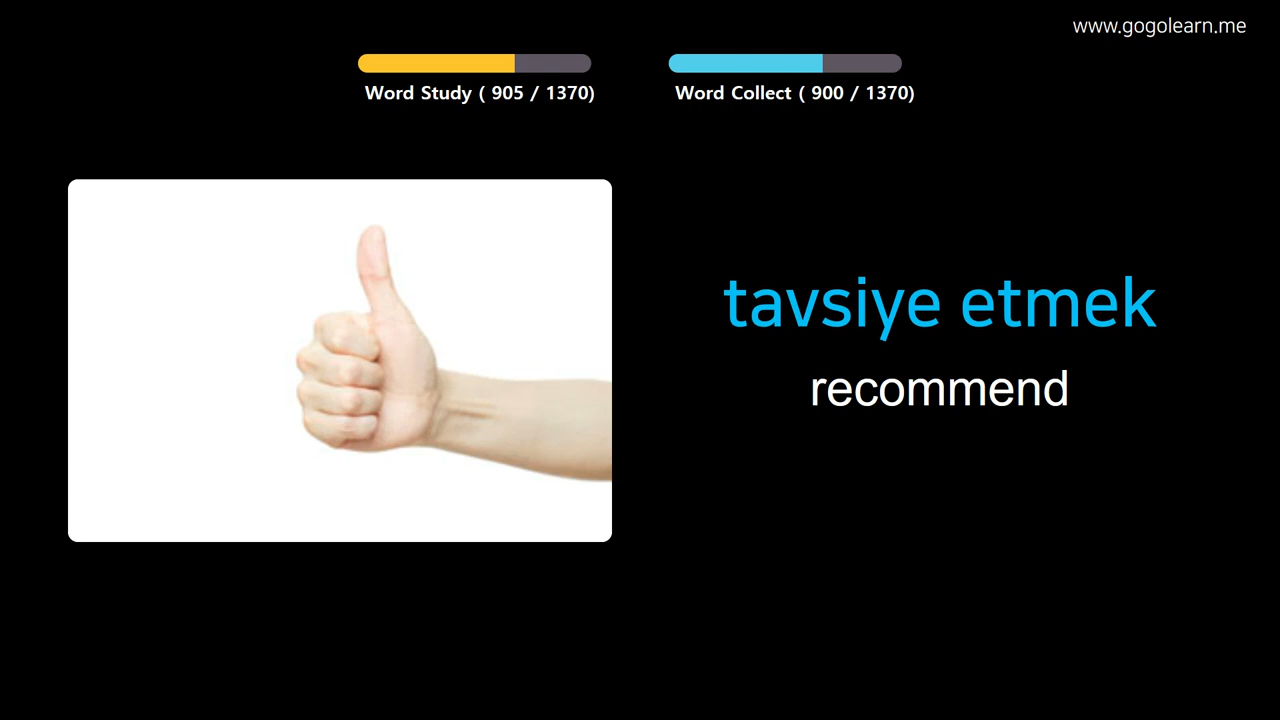 www.gogolearn.me
Word Study ( 905 / 1370)
Word Collect ( 900 / 1370)
tavsiye etmek
recommend